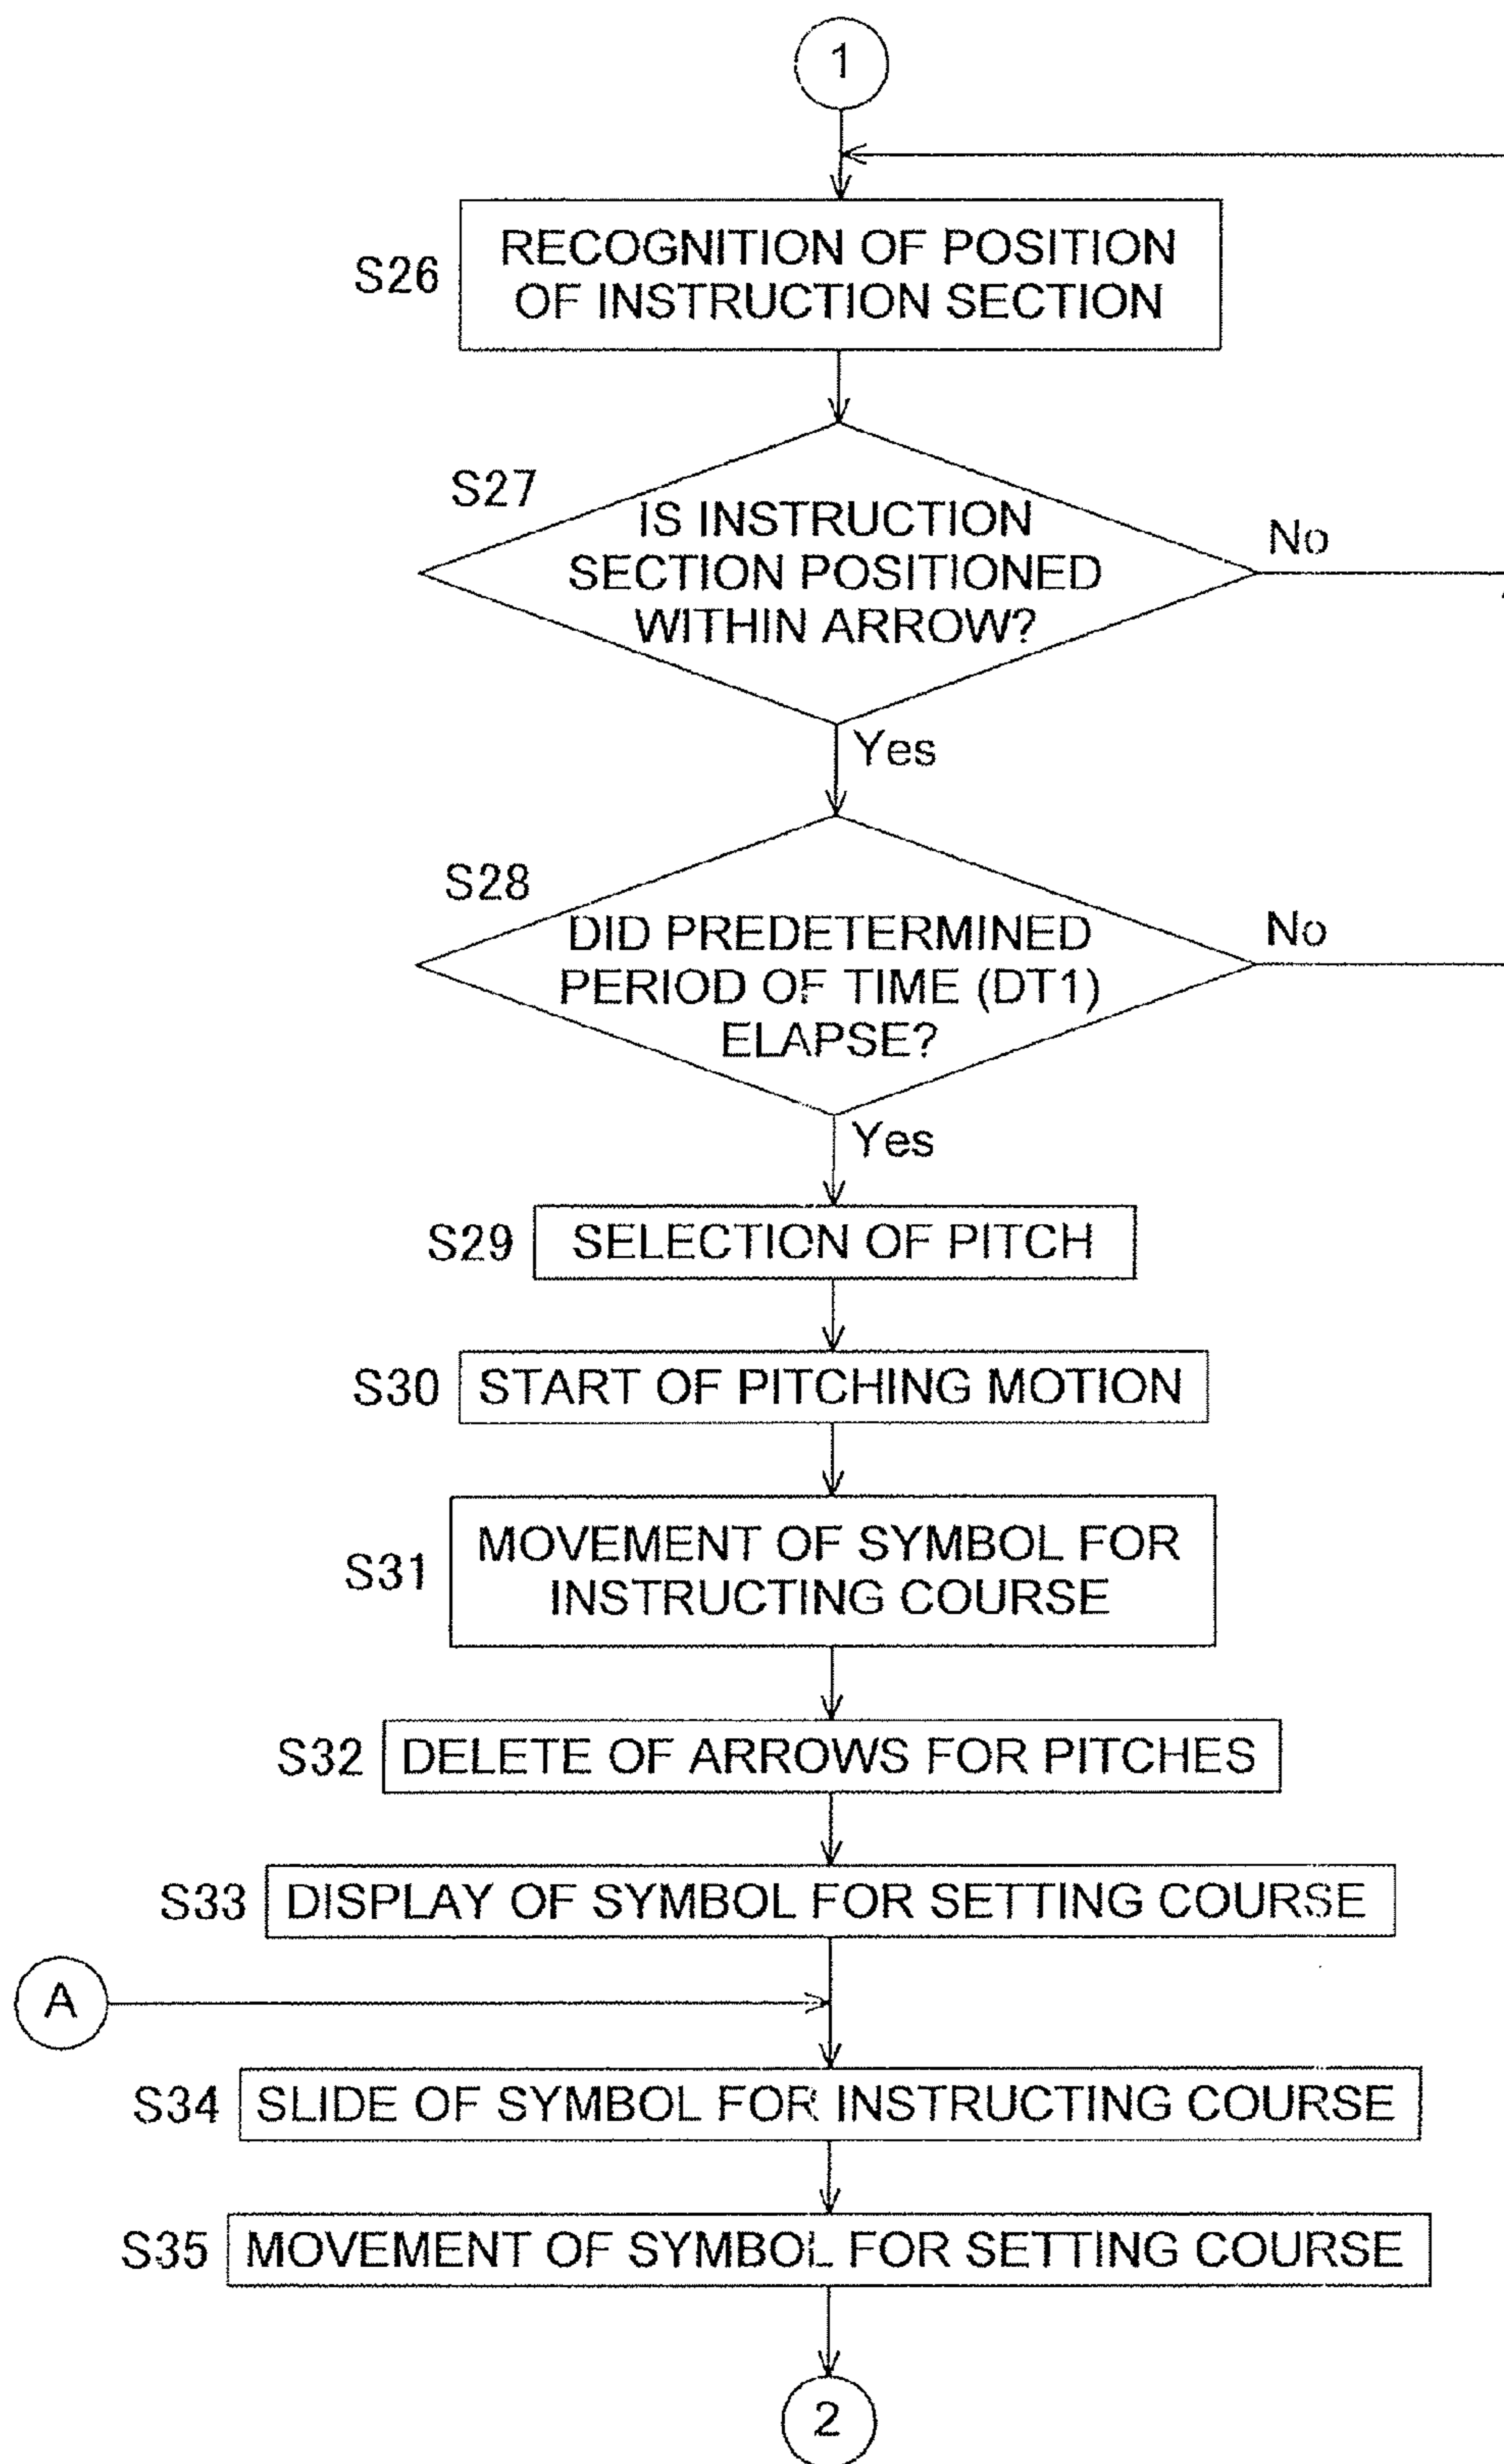 1
S26
RECOGNITION OF POSITION
OF INSTRUCTION SECTION
S27
IS INSTRUCTION
SECTION POSITIONED
WITHIN ARROW?
No
Yes
S28
DID PREDETERMINED
PERIOD OF TIME (DT1)
ELAPSE?
No
Yes
S29 SELECTION OF PITCH
S30 START OF PITCHING MOTION
S31
MOVEMENT OF SYMBOL FOR
INSTRUCTING COURSE
S32 DELETE OF ARROWS FOR PITCHES
S33 DISPLAY OF SYMBOL FOR SETTING COURSE
A
S34 SLIDE OF SYMBOL FOR INSTRUCTING COURSE
S35 MOVEMENT OF SYMBOL FOR SETTING COURSE
2